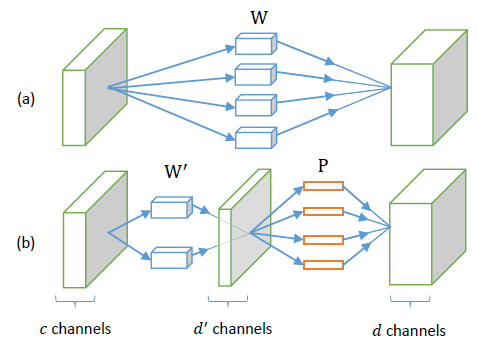 W
(a)
W′
P
(b)
c channels
d′ channels
d channels